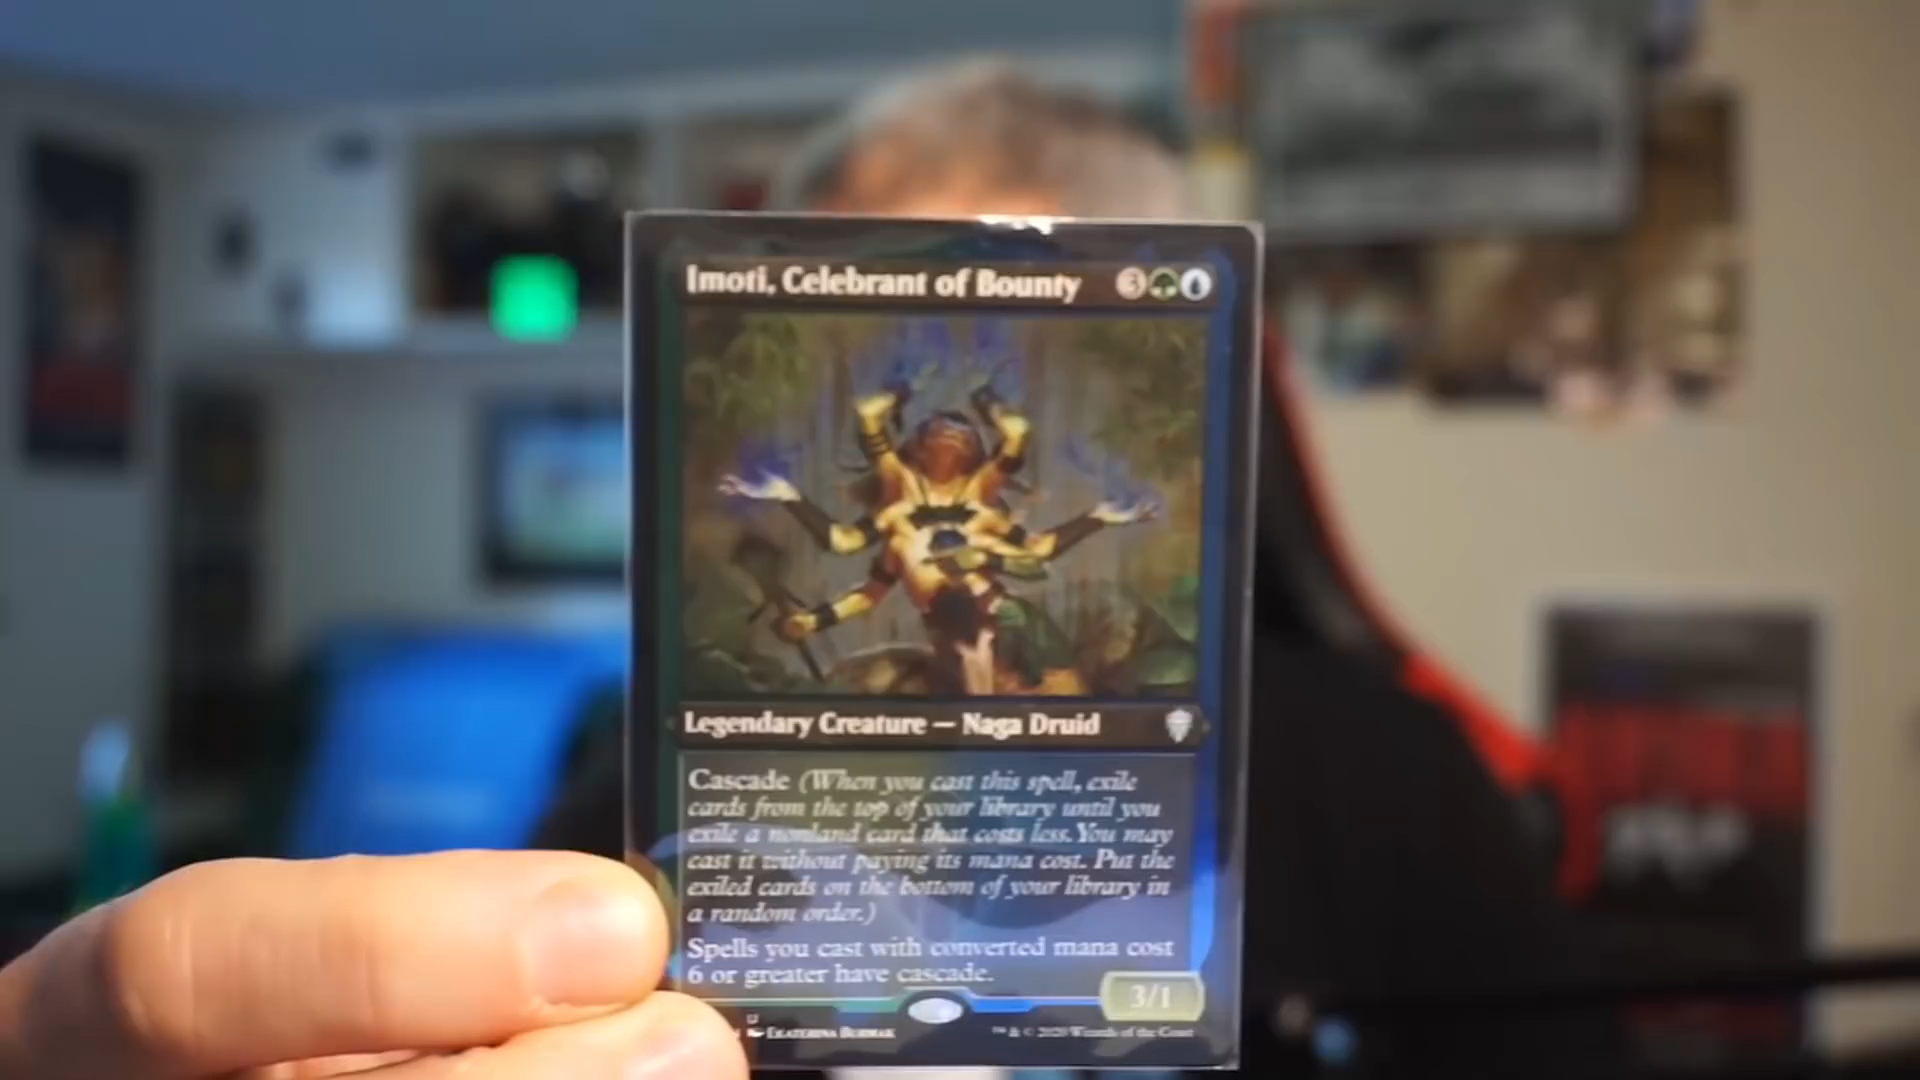 Imoti, Celebrant of Bounty 3
Legendary Creature — Naga Druid
Cascade (When you cast this spell, exile
cards from the top of your library until you
exile a nonland card that costs less. You may
cast it without paying its mana cost. Put the
exiled cards on the bottom of your library in
a random order.)
Spells you cast with converted mana cost
6 or greater have cascade.
3/1
U
™ & © 2020 Wizards of the Coast